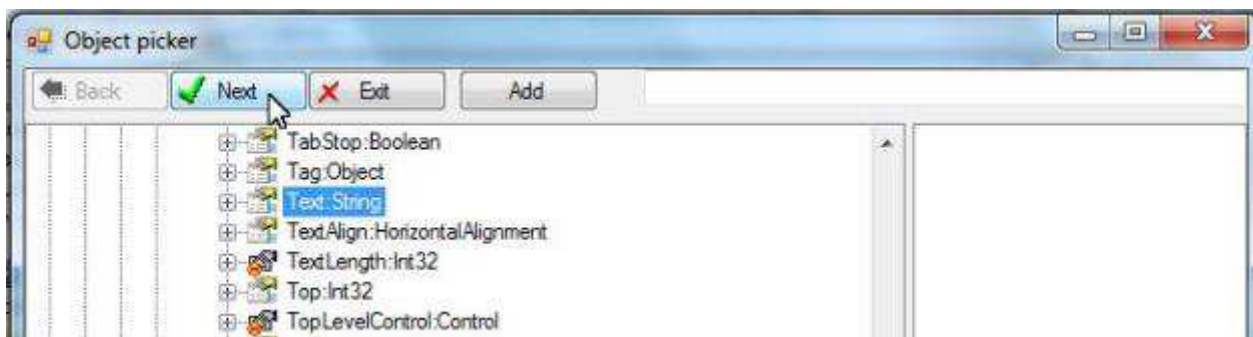 Object picker
Back Next Exit Add
TabStop:Boolean
Tag:Object
Text:String
TextAlign:HorizontalAlignment
TextLength:Int32
Top:Int32
TopLevelControl:Control